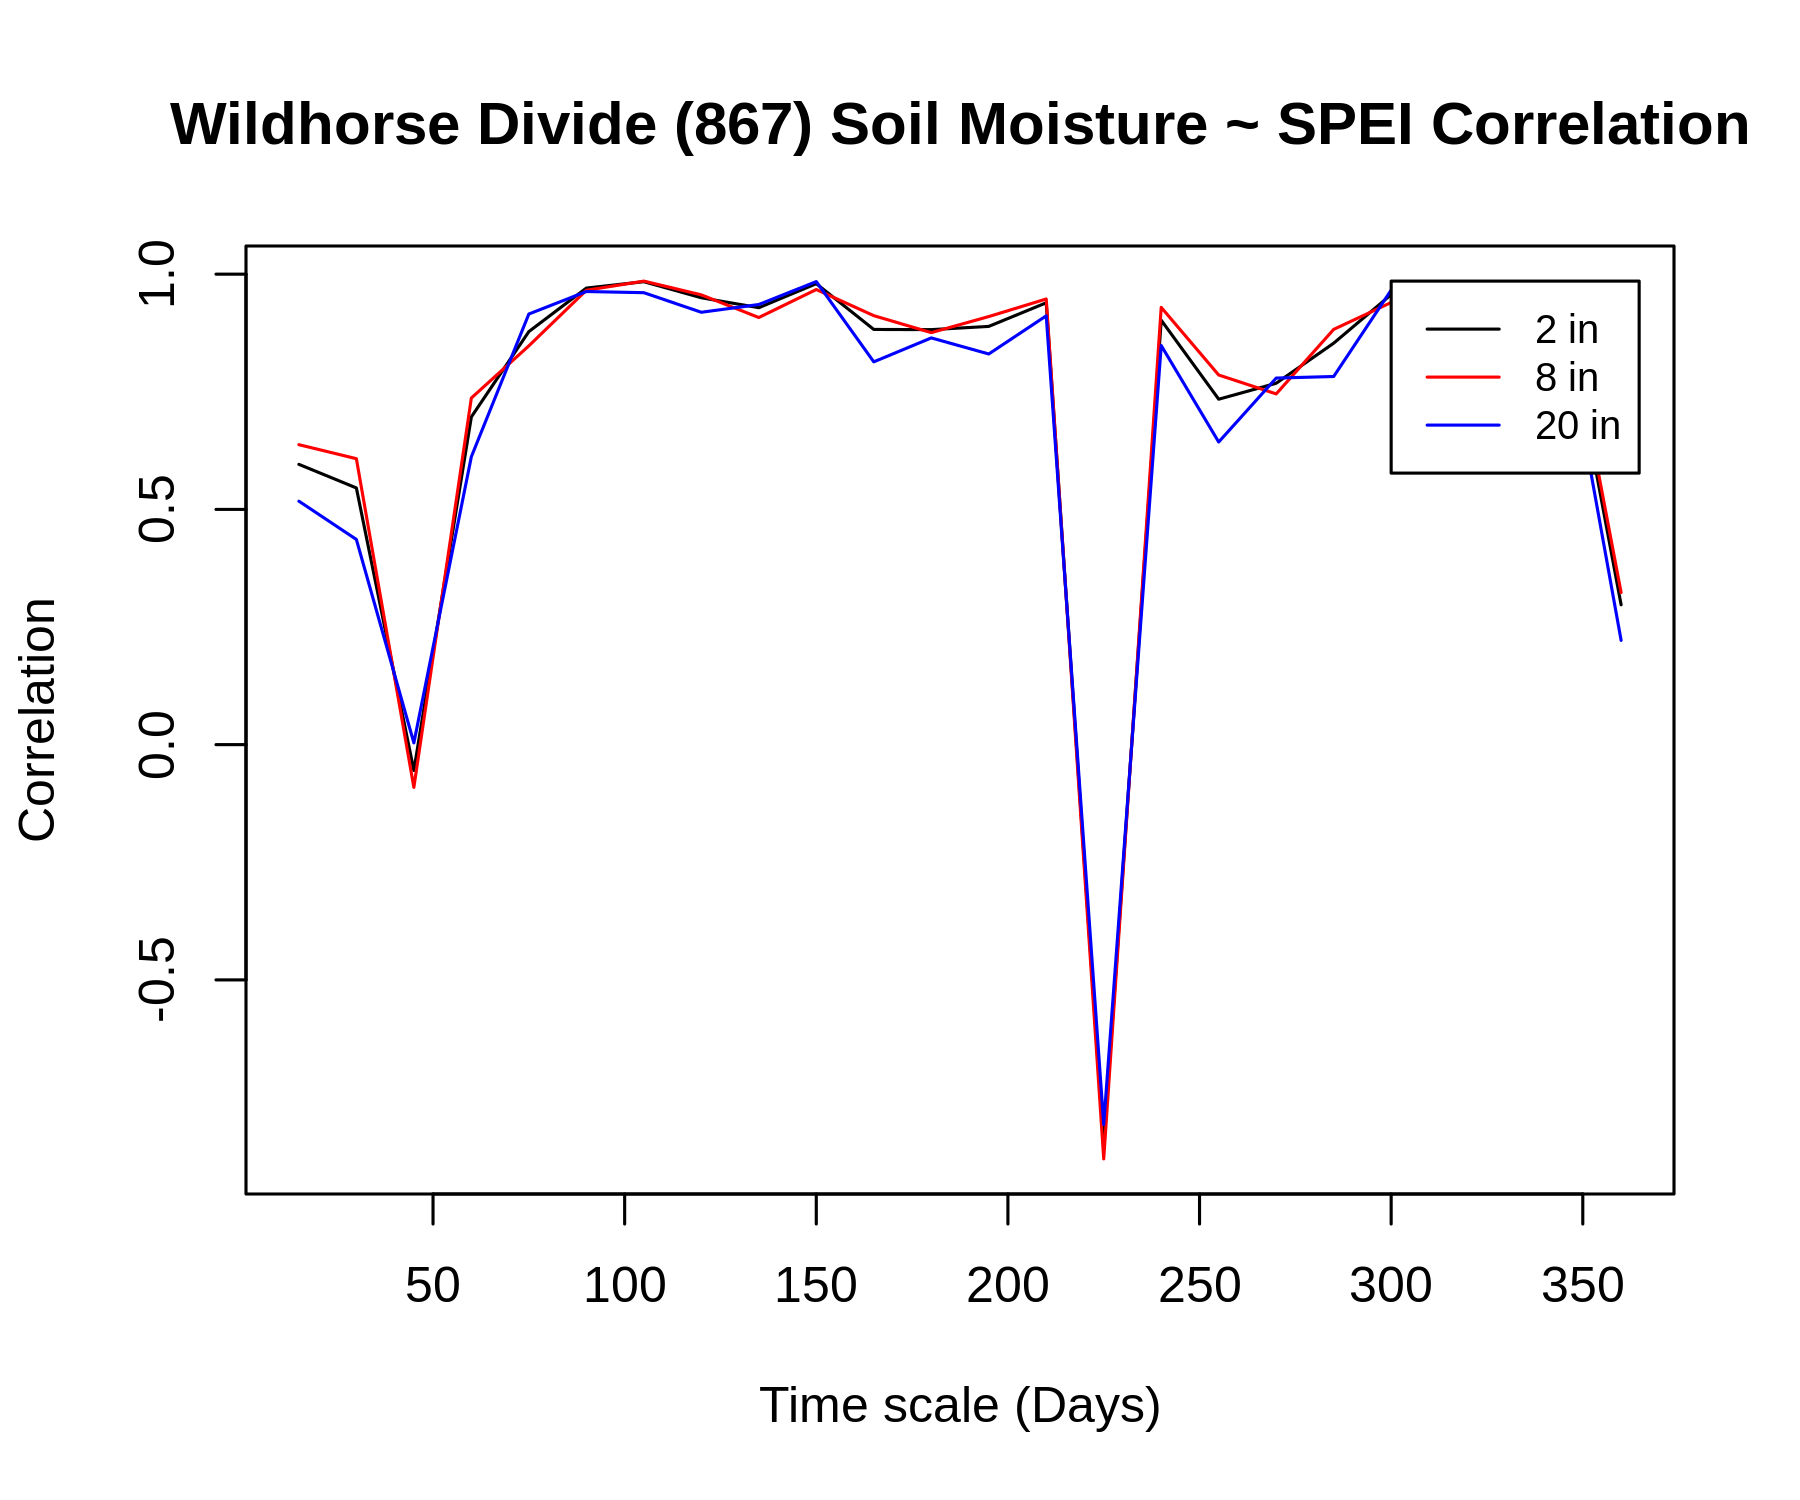 Wildhorse Divide (867) Soil Moisture ~ SPEI Correlation
1.0
0.5
0.0
-0.5
Correlation
2 in
8 in
20 in
50 100 150 200 250 300 350
Time scale (Days)